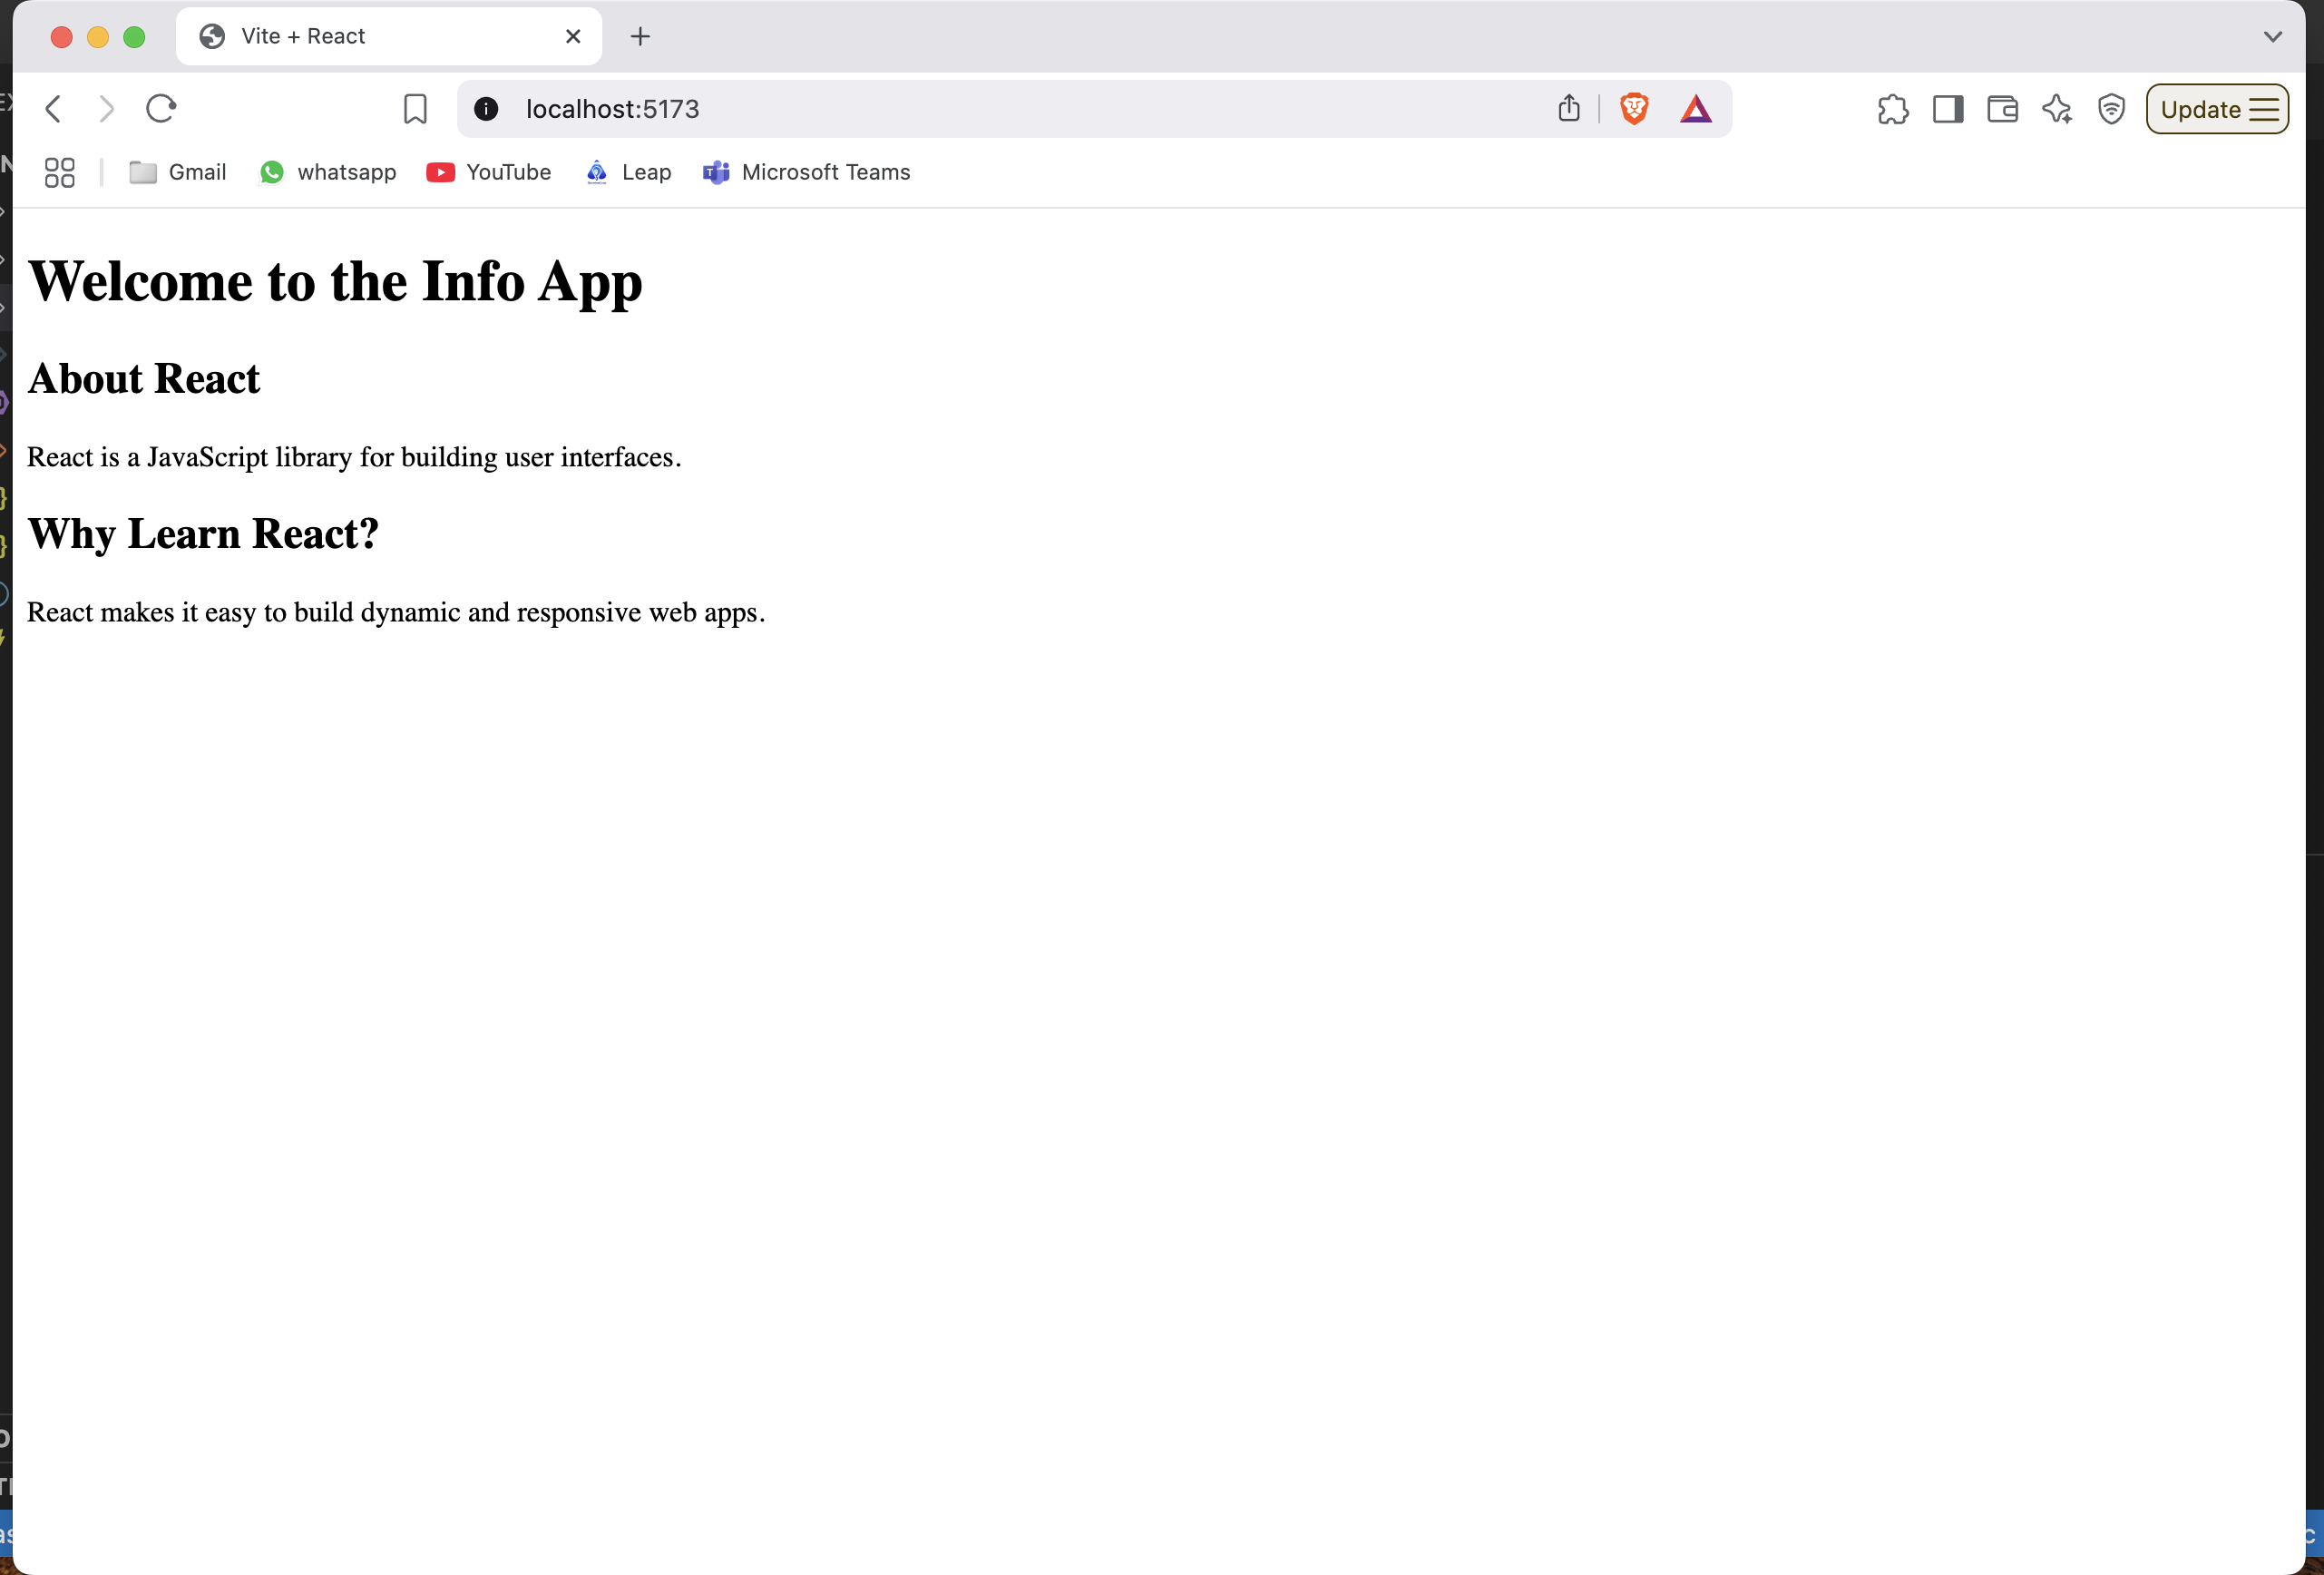 Vite + React
localhost:5173
Update
Gmail whatsapp YouTube Leap Microsoft Teams
Welcome to the Info App
About React
React is a JavaScript library for building user interfaces.
Why Learn React?
React makes it easy to build dynamic and responsive web apps.